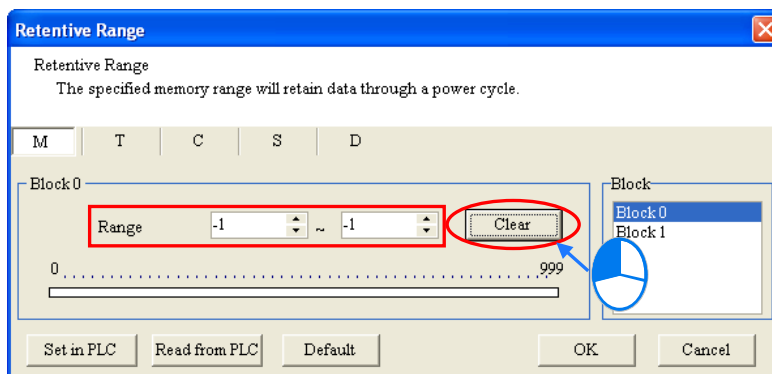 Retentive Range
Retentive Range
The specified memory range will retain data through a power cycle.
M T C S D
Block 0
Range -1 ~ -1 Clear
0 999
Block
Block 0
Block 1
Set in PLC Read from PLC Default OK Cancel